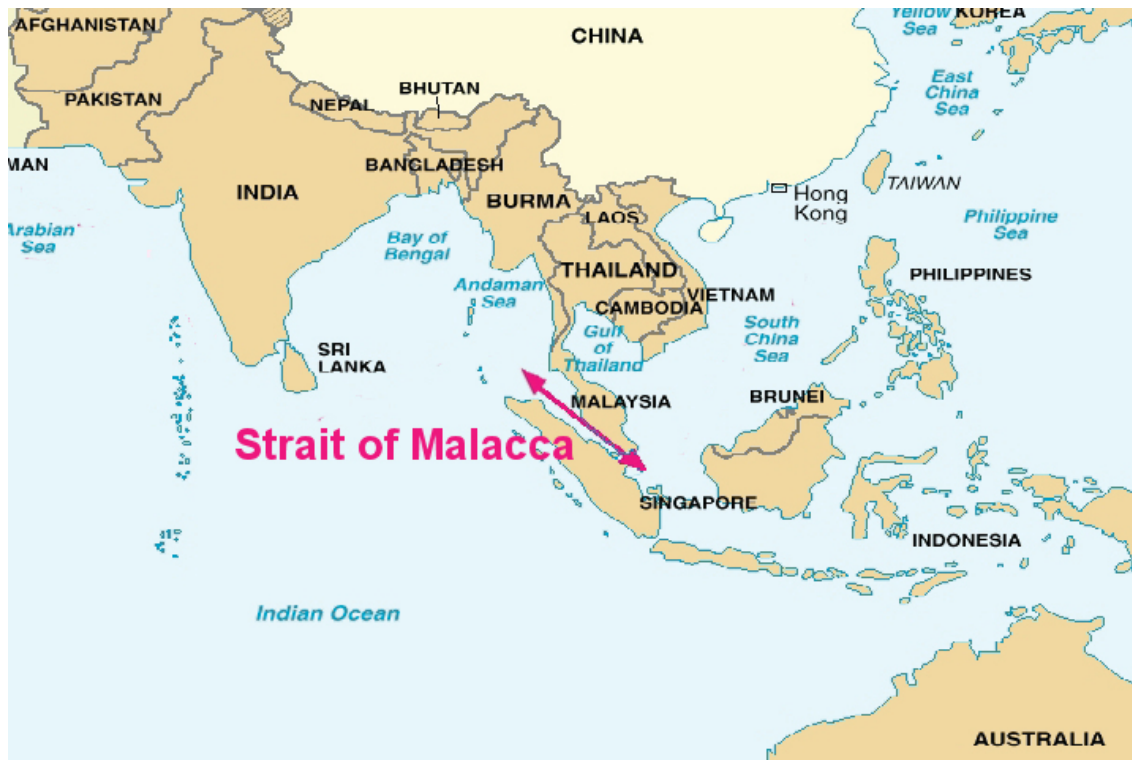 AFGHANISTAN
CHINA
Yellow
Sea
KOREA
East
China
Sea
PAKISTAN
NEPAL
BHUTAN
MAN
BANGLADESH
INDIA
BURMA
LAOS
Hong
Kong
TAIWAN
Arabian
Sea
Bay of
Bengal
Philippine
Sea
THAILAND
PHILIPPINES
Andaman
Sea
CAMBODIA
VIETNAM
Gulf
of
Thailand
South
China
Sea
SRI
LANKA
MALAYSIA
BRUNEI
Strait of Malacca
SINGAPORE
INDONESIA
Indian Ocean
AUSTRALIA